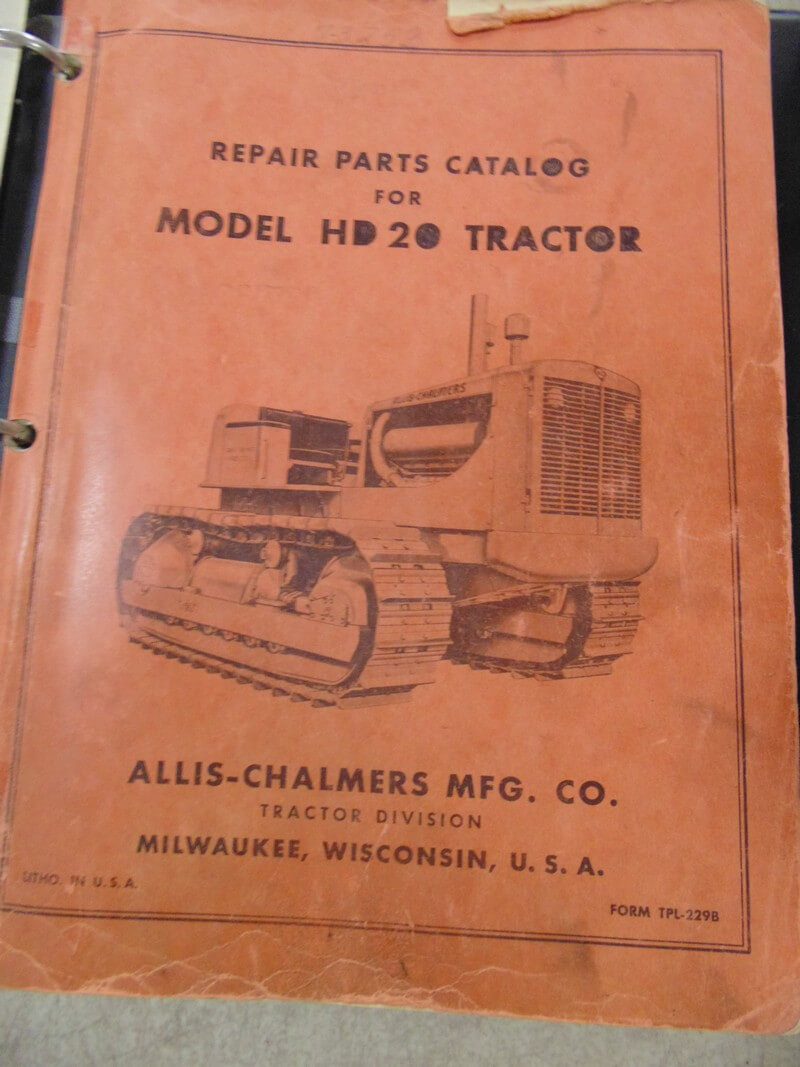 REPAIR PARTS CATALOG
FOR
MODEL HD 20 TRACTOR
ALLIS-CHALMERS
ALLIS-CHALMERS MFG. CO.
TRACTOR DIVISION
MILWAUKEE, WISCONSIN, U. S. A.
LITHO. IN U. S. A.
FORM TPL-229B